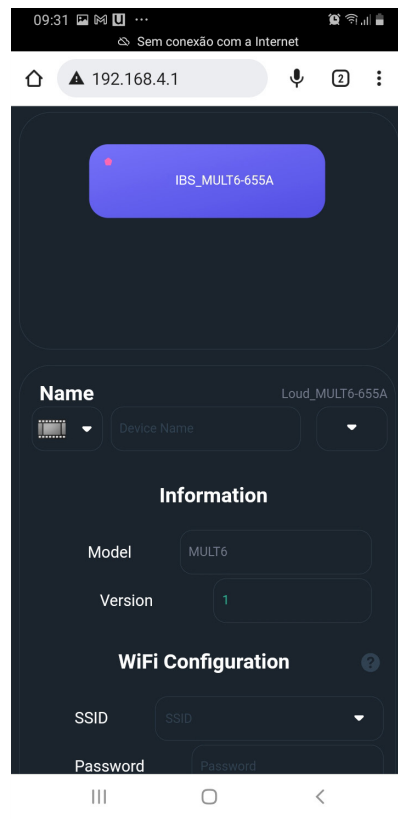 09:31
Sem conexão com a Internet
192.168.4.1
2
IBS_MULT6-655A
Name
Loud_MULT6-655A
Device Name
Information
Model
MULT6
Version
1
WiFi Configuration
?
SSID
SSID
Password
Password